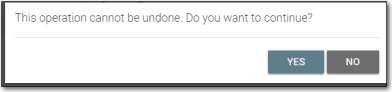 This operation cannot be undone. Do you want to continue?
YES NO